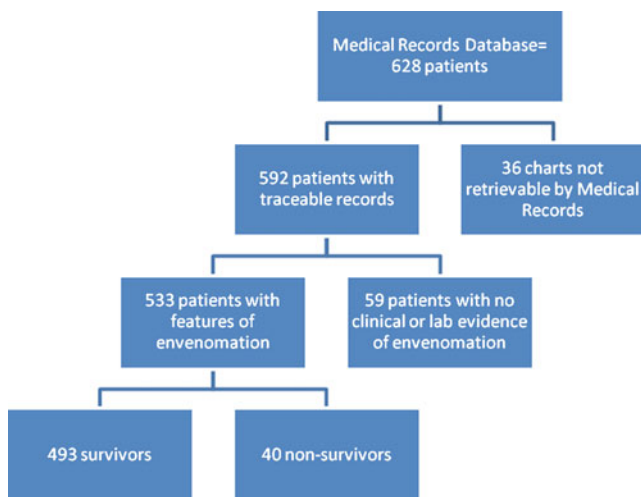 Medical Records Database=
628 patients
592 patients with
traceable records
36 charts not
retrievable by Medical
Records
533 patients with
features of
envenomation
59 patients with no
clinical or lab evidence
of envenomation
493 survivors
40 non-survivors